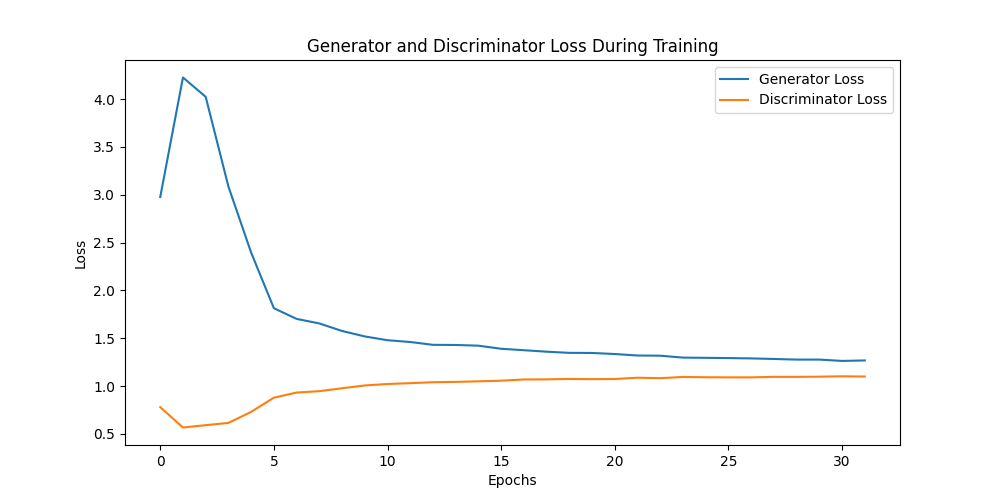 Generator and Discriminator Loss During Training
Generator Loss
Discriminator Loss
4.0
3.5
3.0
2.5
2.0
1.5
1.0
0.5
Loss
0 5 10 15 20 25 30
Epochs